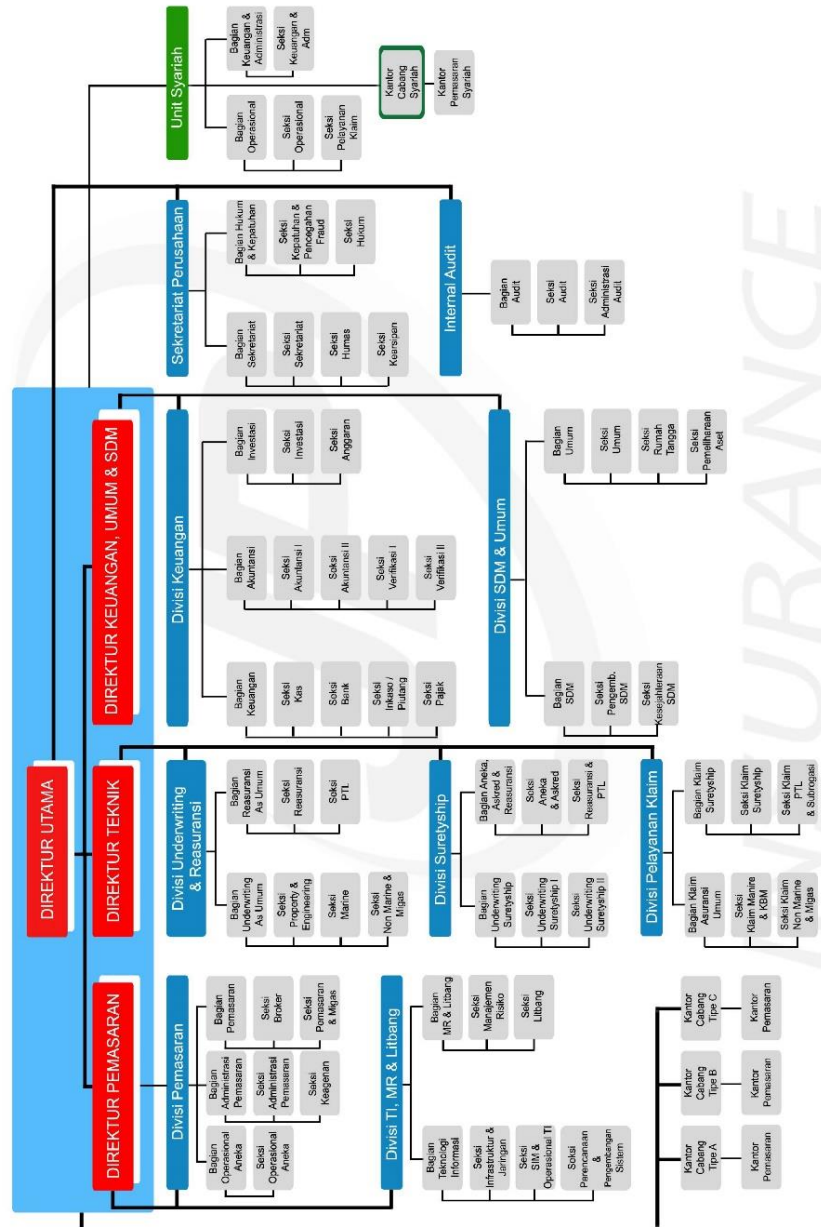 DIREKTUR UTAMA
DIREKTUR PEMASARAN
DIREKTUR TEKNIK
DIREKTUR KEUANGAN, UMUM & SDM
Divisi Pemasaran
Bagian
Operasional
Aneka
Seksi
Operasional
Aneka
Bagian
Administrasi
Pemasaran
Seksi
Administrasi
Pemasaran
Seksi
Keagenan
Bagian
Pomasaran
Seksi
Broker
Seksi
Pemasaran
& Migas
Divisi TI, MR & Litbang
Bagian
Teknologi
Informasi
Seksi
Infrastruktur &
Jaringan
Seksi
SIM &
Operasional TI
Soksi
Parencanaan
&
Pengembangan
Sistem
Bagian
MR & Litbang
Seksi
Manajemen
Risiko
Seksi
Litbang
Kantor
Cabang
Tipe A
Kantor
Pomasaran
Kantor
Cabang
Tipe B
Kantor
Pomasaran
Kantor
Cabang
Tipe C
Kantor
Pemasaran
Divisi Underwriting
& Reasuransi
Bagian
Underwriting
As Umum
Seksi
Property &
Engineering
Seksi
Marine
Seksi
Non Marine &
Migas
Bagian
Reasuransi
As Umum
Seksi
Reasuransi
Soksi
PTL
Divisi Suretyship
Bagian
Underwriting
Suretyship
Seksi
Underwriting
Suretyship I
Seksi
Underwriting
Suretyship II
Bagian Aneka,
Askred &
Reasuransi
Soksi
Aneka
& Askred
Seksi
Reasuransi &
PTL
Divisi Pelayanan Klaim
Bagian Klaim
Asuransi
Umum
Seksi
Klaim Manire
& KBM
Soksi Klaim
Non Marine
& Migas
Bagian Klaim
Suretyship
Seksi Klaim
Suretyship
Seksi Klaim
PTL
& Subrogasi
Divisi Keuangan
Bagian
Keuangan
Seksi
Kas
Soksi
Bank
Seksi
Inkaso /
Piutang
Seksi
Pajak
Bagian
Akuntansi
Seksi
Akuntansi I
Soksi
Akuntansi II
Seksi
Verifikasi I
Seksi
Verifikasi II
Bagian
Investasi
Seksi
Investasi
Seksi
Anggaran
Divisi SDM & Umum
Bagian
SDM
Seksi
Pengemb.
SDM
Seksi
Kesejahteraan
SDM
Bagian
Umum
Seksi
Umum
Seksi
Rumah
Tangga
Seksi
Pemeliharaan
Aset
Sekretariat Perusahaan
Bagian
Sekretariat
Seksi
Sekretariat
Seksi
Humas
Seksi
Kearsipan
Bagian Hukum
& Kepatuhan
Seksi
Kepatuhan &
Pencegahan
Fraud
Seksi
Hukum
Internal Audit
Bagian
Audit
Seksi
Audit
Seksi
Administrasi
Audit
Unit Syariah
Bagian
Operasional
Seksi
Operasional
Seksi
Pelayanan
Klaim
Bagian
Keuangan &
Administrasi
Seksi
Keuangan &
Adm
Kantor
Cabang
Syariah
Kantor
Pemasaran
Syariah
INSURANCE